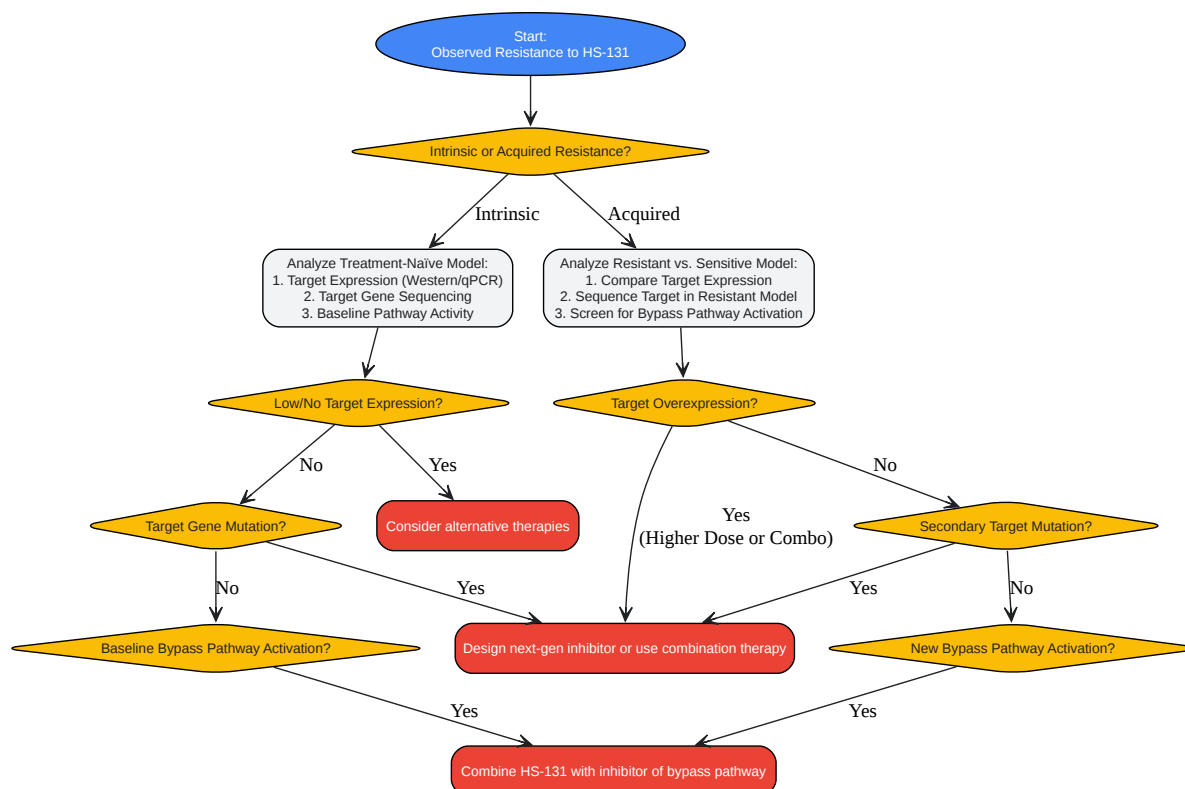 Start:
Observed Resistance to HS-131
Intrinsic or Acquired Resistance?
Intrinsic
Acquired
Analyze Treatment-Naïve Model:
1. Target Expression (Western/qPCR)
2. Target Gene Sequencing
3. Baseline Pathway Activity
Analyze Resistant vs. Sensitive Model:
1. Compare Target Expression
2. Sequence Target in Resistant Model
3. Screen for Bypass Pathway Activation
Low/No Target Expression?
Target Overexpression?
No
Yes
No
Yes
(Higher Dose or Combo)
Target Gene Mutation?
Consider alternative therapies
Secondary Target Mutation?
No
Yes
Yes
No
Baseline Bypass Pathway Activation?
Design next-gen inhibitor or use combination therapy
New Bypass Pathway Activation?
Yes
Yes
Combine HS-131 with inhibitor of bypass pathway